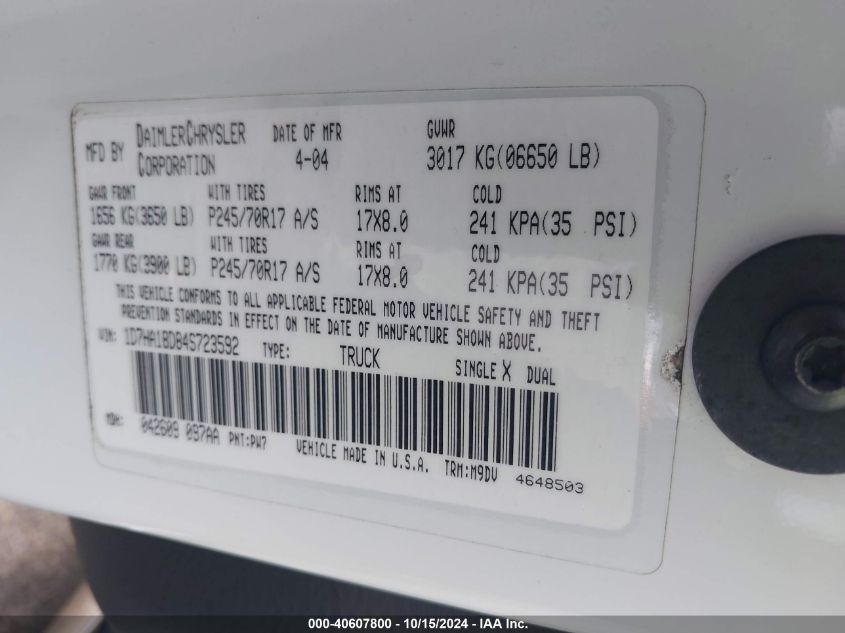 MFD BY DAIMLERCHRYSLER CORPORATION DATE OF MFR 4-04 GVWR 3017 KG(06650 LB)
GAWR FRONT WITH TIRES RIMS AT COLD
1656 KG(3650 LB) P245/70R17 A/S 17X8.0 241 KPA(35 PSI)
GAWR REAR WITH TIRES RIMS AT COLD
1770 KG(3900 LB) P245/70R17 A/S 17X8.0 241 KPA(35 PSI)
THIS VEHICLE CONFORMS TO ALL APPLICABLE FEDERAL MOTOR VEHICLE SAFETY AND THEFT
PREVENTION STANDARDS IN EFFECT ON THE DATE OF MANUFACTURE SHOWN ABOVE.
VIN: 1D7HA18D84S723592 TYPE: TRUCK SINGLE X DUAL
MDH: 042609 097AA PNT:PW7 VEHICLE MADE IN U.S.A. TRM:M9DV 4648503
000-40607800 - 10/15/2024 - IAA Inc.